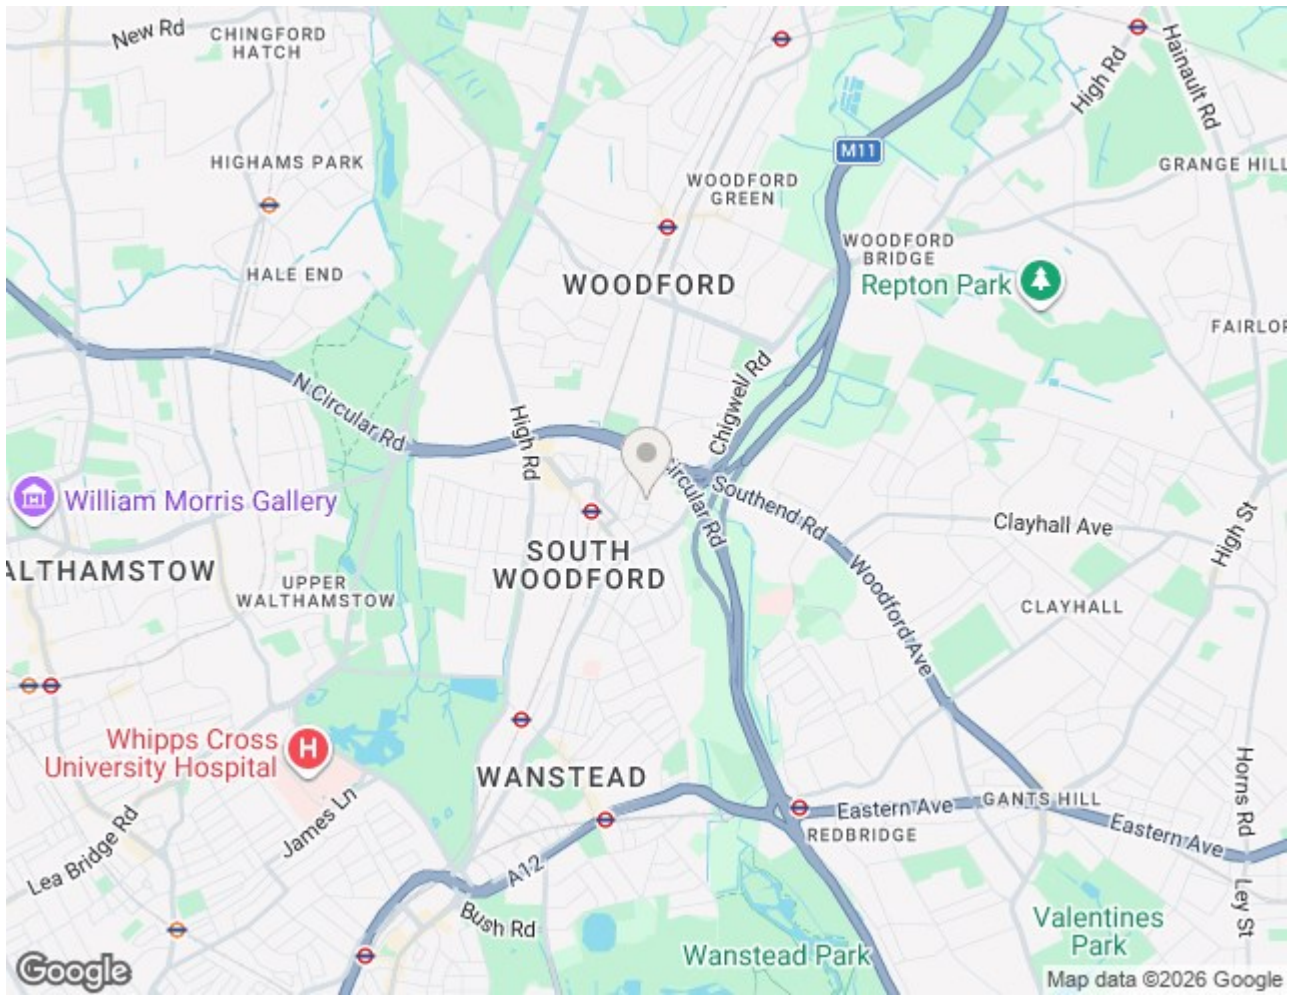 New Rd
CHINGFORD
HATCH
High Rd
Hainault Rd
M11
HIGHAMS PARK
WOODFORD
GREEN
GRANGE HILL
WOODFORD
BRIDGE
HALE END
WOODFORD
Repton Park
FAIRLOP
N Circular Rd
High Rd
Chigwell Rd
William Morris Gallery
Circular Rd
Southend Rd
Clayhall Ave
High St
SOUTH
WOODFORD
ALTHAMSTOW
UPPER
WALTHAMSTOW
Woodford Ave
CLAYHALL
Whipps Cross
University Hospital
H
WANSTEAD
James Ln
Lea Bridge Rd
A12
Eastern Ave
GANTS HILL
REDBRIDGE
Eastern Ave
Horns Rd
Ley St
Bush Rd
Wanstead Park
Valentines
Park
Google
Map data ©2026 Google